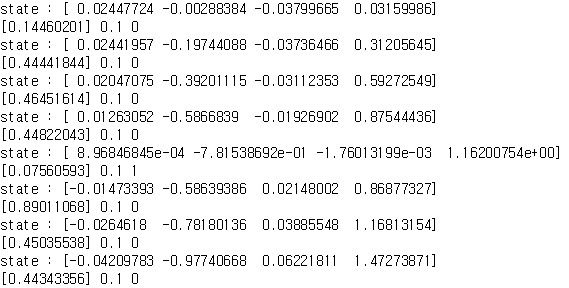 state : [ 0.02447724 -0.00288384 -0.03799665  0.03159986]
[0.14460201] 0.1 0
state : [ 0.02441957 -0.19744088 -0.03736466  0.31205645]
[0.44441844] 0.1 0
state : [ 0.02047075 -0.39201115 -0.03112353  0.59272549]
[0.46451614] 0.1 0
state : [ 0.01263052 -0.5866839  -0.01926902  0.87544436]
[0.44822043] 0.1 0
state : [ 8.96846845e-04 -7.81538692e-01 -1.76013199e-03  1.16200754e+00]
[0.07560593] 0.1 1
state : [-0.01473393 -0.58639386  0.02148002  0.86877327]
[0.89011068] 0.1 0
state : [-0.0264618  -0.78180136  0.03885548  1.16813154]
[0.45035538] 0.1 0
state : [-0.04209783 -0.97740668  0.06221811  1.47273871]
[0.44343356] 0.1 0